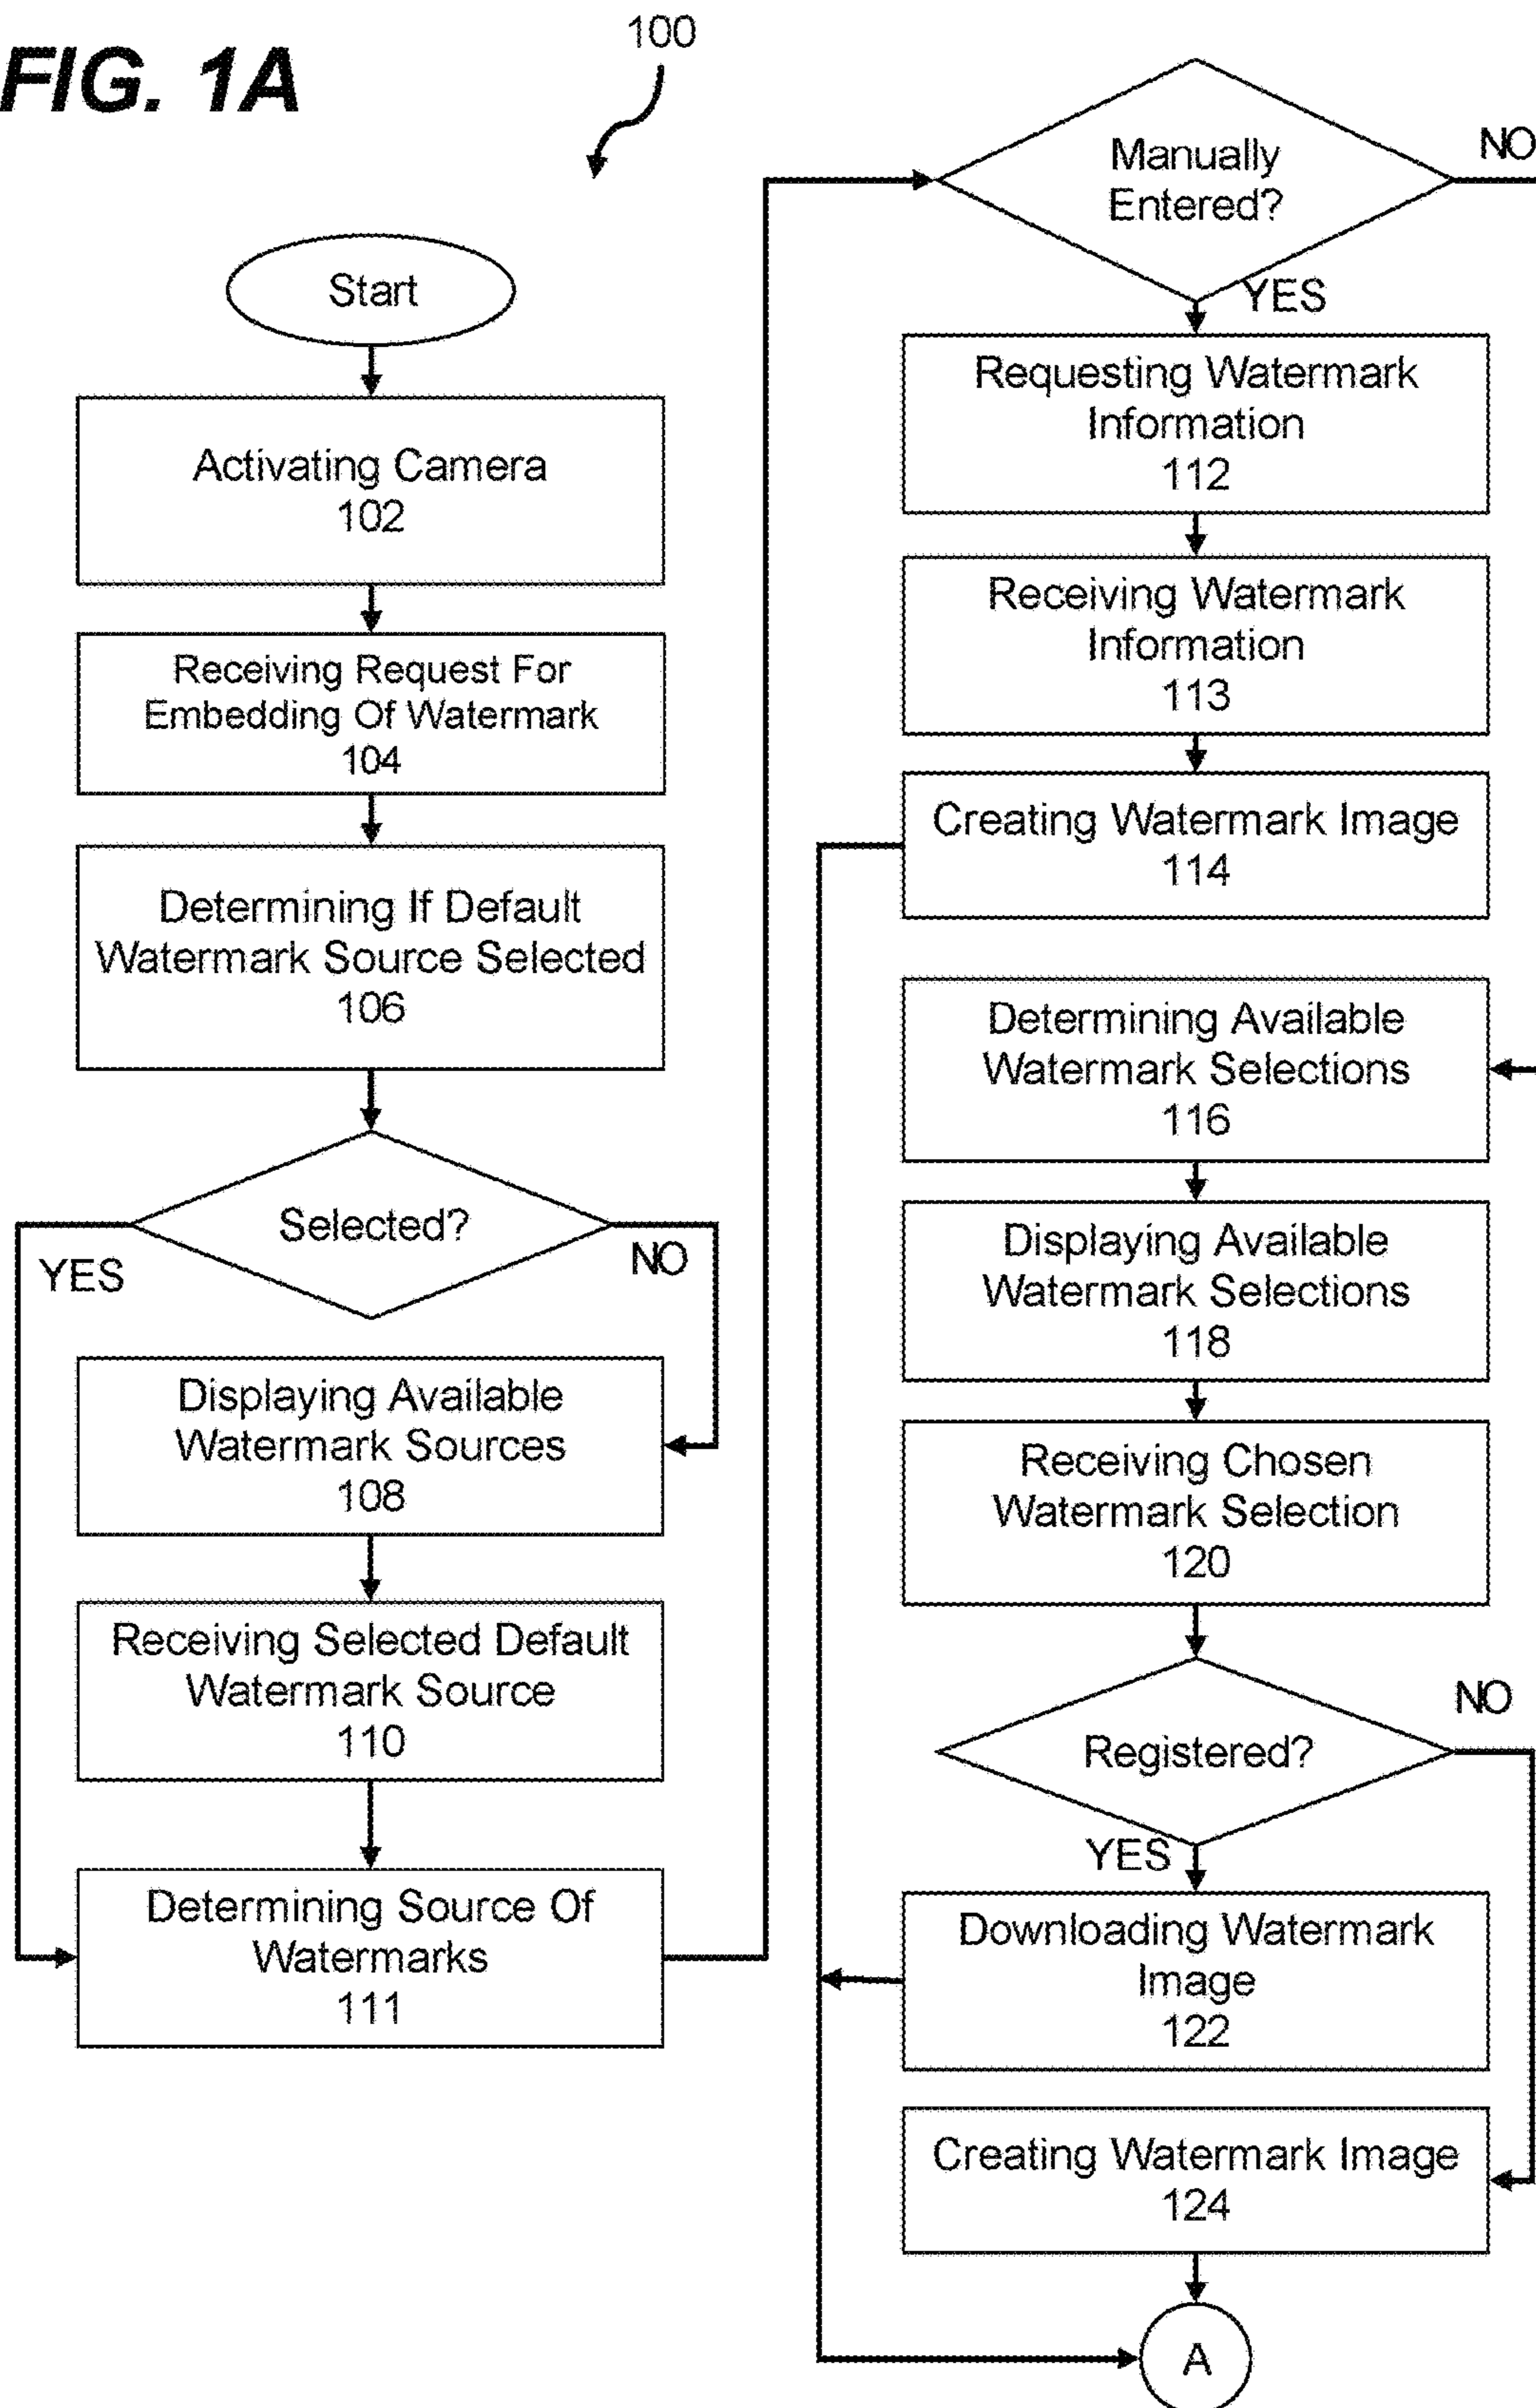 FIG. 1A
100
Start
Activating Camera
102
Receiving Request For
Embedding Of Watermark
104
Determining If Default
Watermark Source Selected
106
Selected?
YES
NO
Displaying Available
Watermark Sources
108
Receiving Selected Default
Watermark Source
110
Determining Source Of
Watermarks
111
Manually
Entered?
NO
YES
Requesting Watermark
Information
112
Receiving Watermark
Information
113
Creating Watermark Image
114
Determining Available
Watermark Selections
116
Displaying Available
Watermark Selections
118
Receiving Chosen
Watermark Selection
120
Registered?
NO
YES
Downloading Watermark
Image
122
Creating Watermark Image
124
A